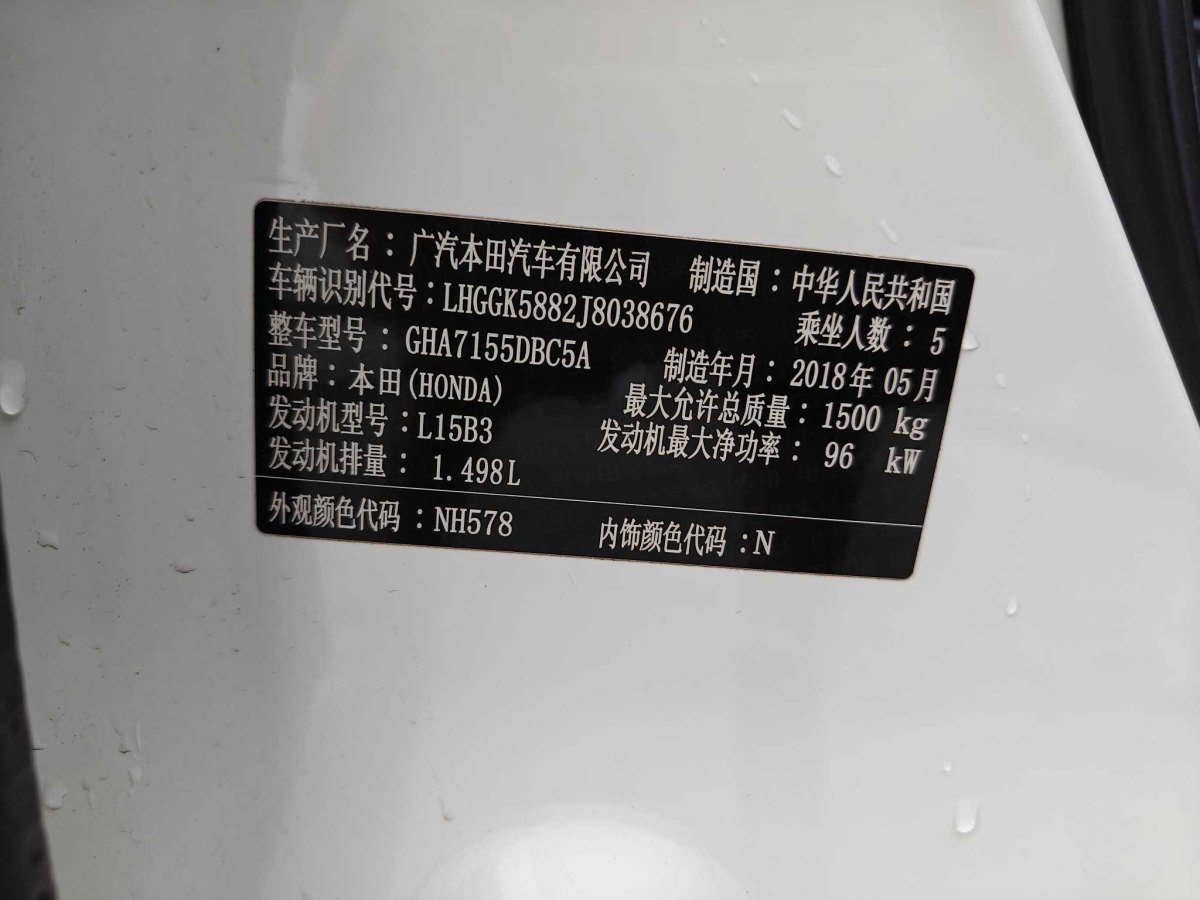 生产厂名：广汽本田汽车有限公司 制造国：中华人民共和国
车辆识别代号：LHGGK5882J8038676 乘坐人数：5
整车型号：GHA7155DBC5A 制造年月：2018年05月
品牌：本田(HONDA) 最大允许总质量：1500 kg
发动机型号：L15B3 发动机最大净功率：96 kW
发动机排量：1.498L
外观颜色代码：NH578 内饰颜色代码：N